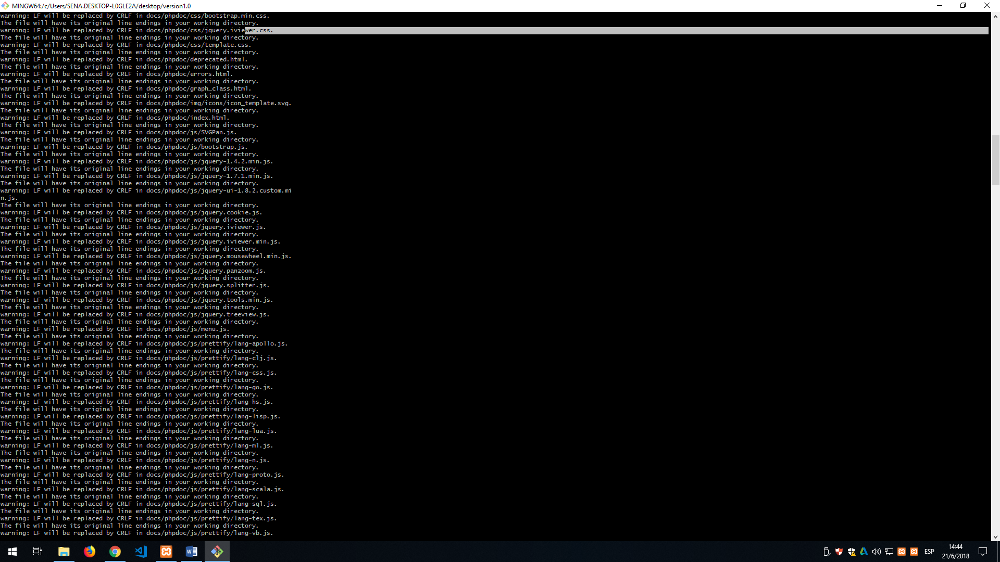 MINGW64:/c/Users/SENA.DESKTOP-L0GLE2A/desktop/version1.0
warning: LF will be replaced by CRLF in docs/phpdoc/css/bootstrap.min.css.
The file will have its original line endings in your working directory.
warning: LF will be replaced by CRLF in docs/phpdoc/css/jquery.iviewer.css.
The file will have its original line endings in your working directory.
warning: LF will be replaced by CRLF in docs/phpdoc/css/template.css.
The file will have its original line endings in your working directory.
warning: LF will be replaced by CRLF in docs/phpdoc/deprecated.html.
The file will have its original line endings in your working directory.
warning: LF will be replaced by CRLF in docs/phpdoc/errors.html.
The file will have its original line endings in your working directory.
warning: LF will be replaced by CRLF in docs/phpdoc/graph_class.html.
The file will have its original line endings in your working directory.
warning: LF will be replaced by CRLF in docs/phpdoc/img/icons/icon_template.svg.
The file will have its original line endings in your working directory.
warning: LF will be replaced by CRLF in docs/phpdoc/index.html.
The file will have its original line endings in your working directory.
warning: LF will be replaced by CRLF in docs/phpdoc/js/SVGPan.js.
The file will have its original line endings in your working directory.
warning: LF will be replaced by CRLF in docs/phpdoc/js/bootstrap.js.
The file will have its original line endings in your working directory.
warning: LF will be replaced by CRLF in docs/phpdoc/js/jquery-1.4.2.min.js.
The file will have its original line endings in your working directory.
warning: LF will be replaced by CRLF in docs/phpdoc/js/jquery-1.7.1.min.js.
The file will have its original line endings in your working directory.
warning: LF will be replaced by CRLF in docs/phpdoc/js/jquery-ui-1.8.2.custom.mi
n.js.
The file will have its original line endings in your working directory.
warning: LF will be replaced by CRLF in docs/phpdoc/js/jquery.cookie.js.
The file will have its original line endings in your working directory.
warning: LF will be replaced by CRLF in docs/phpdoc/js/jquery.iviewer.js.
The file will have its original line endings in your working directory.
warning: LF will be replaced by CRLF in docs/phpdoc/js/jquery.iviewer.min.js.
The file will have its original line endings in your working directory.
warning: LF will be replaced by CRLF in docs/phpdoc/js/jquery.mousewheel.min.js.
The file will have its original line endings in your working directory.
warning: LF will be replaced by CRLF in docs/phpdoc/js/jquery.panzoom.js.
The file will have its original line endings in your working directory.
warning: LF will be replaced by CRLF in docs/phpdoc/js/jquery.splitter.js.
The file will have its original line endings in your working directory.
warning: LF will be replaced by CRLF in docs/phpdoc/js/jquery.tools.min.js.
The file will have its original line endings in your working directory.
warning: LF will be replaced by CRLF in docs/phpdoc/js/jquery.treeview.js.
The file will have its original line endings in your working directory.
warning: LF will be replaced by CRLF in docs/phpdoc/js/menu.js.
The file will have its original line endings in your working directory.
warning: LF will be replaced by CRLF in docs/phpdoc/js/prettify/lang-apollo.js.
The file will have its original line endings in your working directory.
warning: LF will be replaced by CRLF in docs/phpdoc/js/prettify/lang-clj.js.
The file will have its original line endings in your working directory.
warning: LF will be replaced by CRLF in docs/phpdoc/js/prettify/lang-css.js.
The file will have its original line endings in your working directory.
warning: LF will be replaced by CRLF in docs/phpdoc/js/prettify/lang-go.js.
The file will have its original line endings in your working directory.
warning: LF will be replaced by CRLF in docs/phpdoc/js/prettify/lang-hs.js.
The file will have its original line endings in your working directory.
warning: LF will be replaced by CRLF in docs/phpdoc/js/prettify/lang-lisp.js.
The file will have its original line endings in your working directory.
warning: LF will be replaced by CRLF in docs/phpdoc/js/prettify/lang-lua.js.
The file will have its original line endings in your working directory.
warning: LF will be replaced by CRLF in docs/phpdoc/js/prettify/lang-ml.js.
The file will have its original line endings in your working directory.
warning: LF will be replaced by CRLF in docs/phpdoc/js/prettify/lang-n.js.
The file will have its original line endings in your working directory.
warning: LF will be replaced by CRLF in docs/phpdoc/js/prettify/lang-proto.js.
The file will have its original line endings in your working directory.
warning: LF will be replaced by CRLF in docs/phpdoc/js/prettify/lang-scala.js.
The file will have its original line endings in your working directory.
warning: LF will be replaced by CRLF in docs/phpdoc/js/prettify/lang-sql.js.
The file will have its original line endings in your working directory.
warning: LF will be replaced by CRLF in docs/phpdoc/js/prettify/lang-tex.js.
The file will have its original line endings in your working directory.
warning: LF will be replaced by CRLF in docs/phpdoc/js/prettify/lang-vb.js.
ESP
14:44
21/6/2018